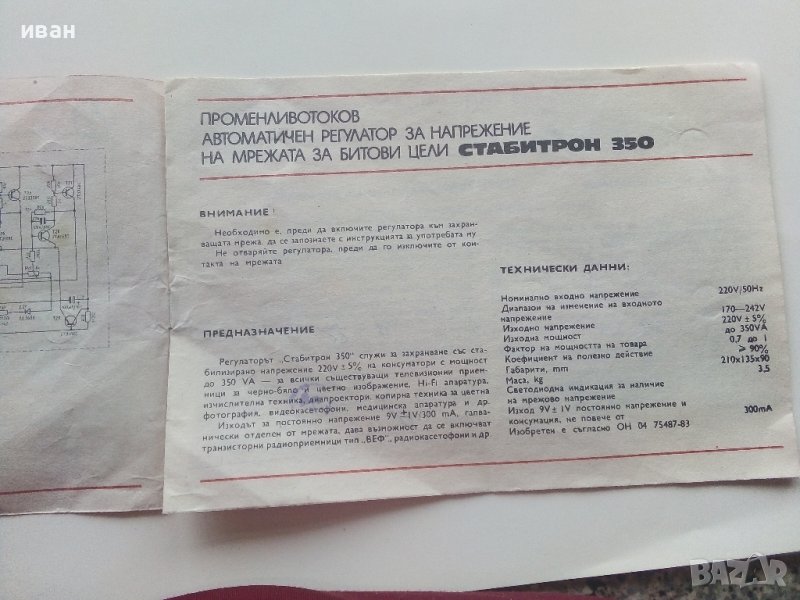 иван
ПРОМЕНЛИВОТОКОВ
АВТОМАТИЧЕН РЕГУЛАТОР ЗА НАПРЕЖЕНИЕ
НА МРЕЖАТА ЗА БИТОВИ ЦЕЛИ СТАБИТРОН 350
ВНИМАНИЕ!
Необходимо е, преди да включите регулатора към захран-
ващата мрежа, да се запознаете с инструкцията за употребата му
Не отваряйте регулатора, преди да го изключите от кон-
такта на мрежата
ПРЕДНАЗНАЧЕНИЕ
Регулаторът „Стабитрон 350" служи за захранване със ста-
билизирано напрежение 220V ± 5% на консуматори с мощност
до 350 VA — за всички съществуващи телевизионни прием-
ници за черно-бяло и цветно изображение, Hi-Fi апаратура,
изчислителна техника, диапроектори, копирна техника за цветна
фотография, видеокасетофони, медицинска апаратура и др.
Изходът за постоянно напрежение 9V ± 1V/300 mA, галва-
нически отделен от мрежата, дава възможност да се включват
транзисторни радиоприемници тип „ВЕФ", радиокасетофони и др.
ТЕХНИЧЕСКИ ДАННИ:
Номинално входно напрежение 220V/50Hz
Диапазон на изменение на входното
напрежение 170—242V
Изходно напрежение 220V ± 5%
Изходна мощност до 350VA
Фактор на мощността на товара 0,7 до 1
Коефициент на полезно действие > 90%
Габарити, mm 210x135x90
Маса, kg 3,5
Светодиодна индикация за наличие
на мрежово напрежение
Изход 9V ± 1V постоянно напрежение и
консумация, не повече от 300mA
Изобретен е съгласно ОН 04 75487-83
BAZAR